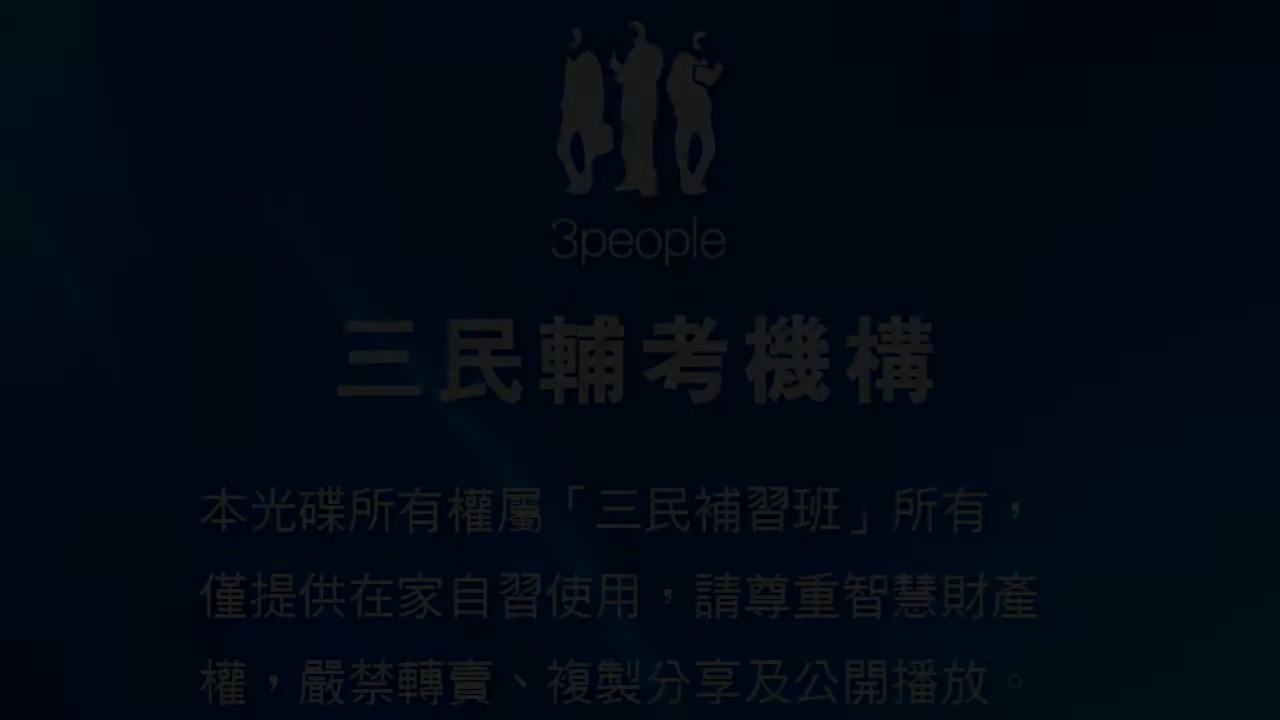 3people
三民輔考機構
本光碟所有權屬「三民補習班」所有，
僅提供在家自習使用，請尊重智慧財產
權，嚴禁轉賣、複製分享及公開播放。